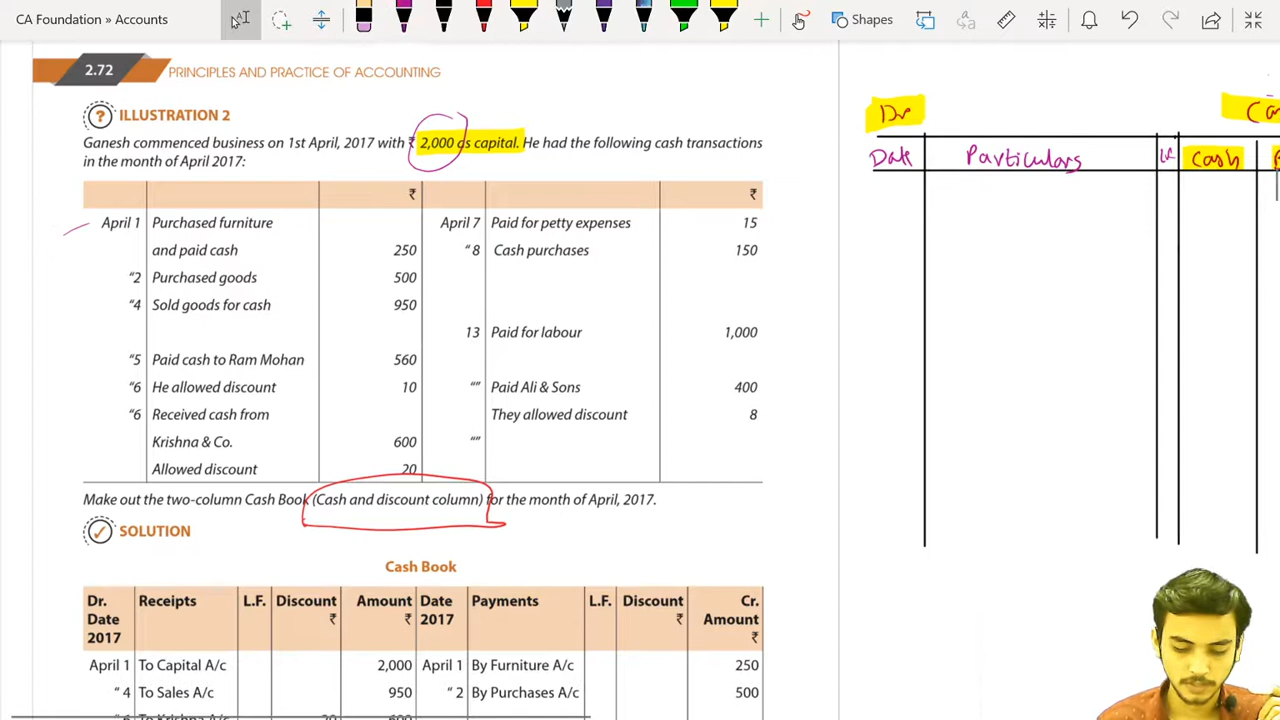 CA Foundation » Accounts
Shapes
2.72 PRINCIPLES AND PRACTICE OF ACCOUNTING
? ILLUSTRATION 2
Ganesh commenced business on 1st April, 2017 with ₹ 2,000 as capital. He had the following cash transactions
in the month of April 2017:
₹ ₹
April 1 Purchased furniture April 7 Paid for petty expenses 15
and paid cash 250 “8 Cash purchases 150
“2 Purchased goods 500
“4 Sold goods for cash 950
13 Paid for labour 1,000
“5 Paid cash to Ram Mohan 560
“6 He allowed discount 10 “” Paid Ali & Sons 400
“6 Received cash from They allowed discount 8
Krishna & Co. 600 “”
Allowed discount 20
Make out the two-column Cash Book (Cash and discount column) for the month of April, 2017.
SOLUTION
Cash Book
Dr. Receipts L.F. Discount Amount Date Payments L.F. Discount Cr.
Date ₹ ₹ 2017 ₹ Amount
2017 ₹
April 1 To Capital A/c 2,000 April 1 By Furniture A/c 250
“ 4 To Sales A/c 950 “ 2 By Purchases A/c 500
Dr
Date Particulars Cash